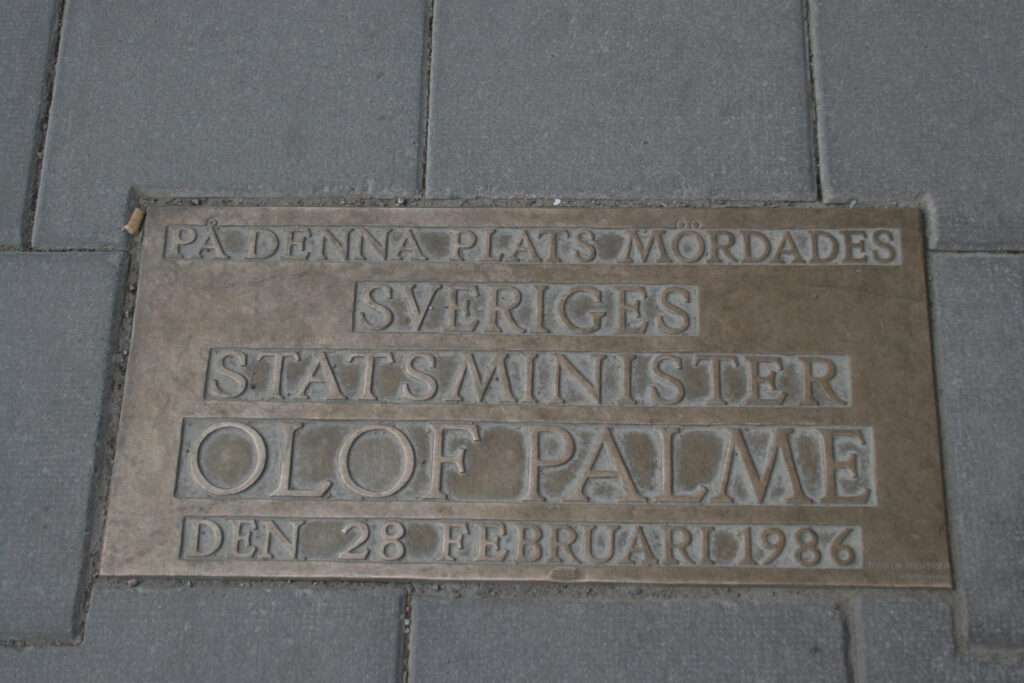 PÅ DENNA PLATS MÖRDADES
SVERIGES
STATSMINISTER
OLOF PALME
DEN 28 FEBRUARI 1986